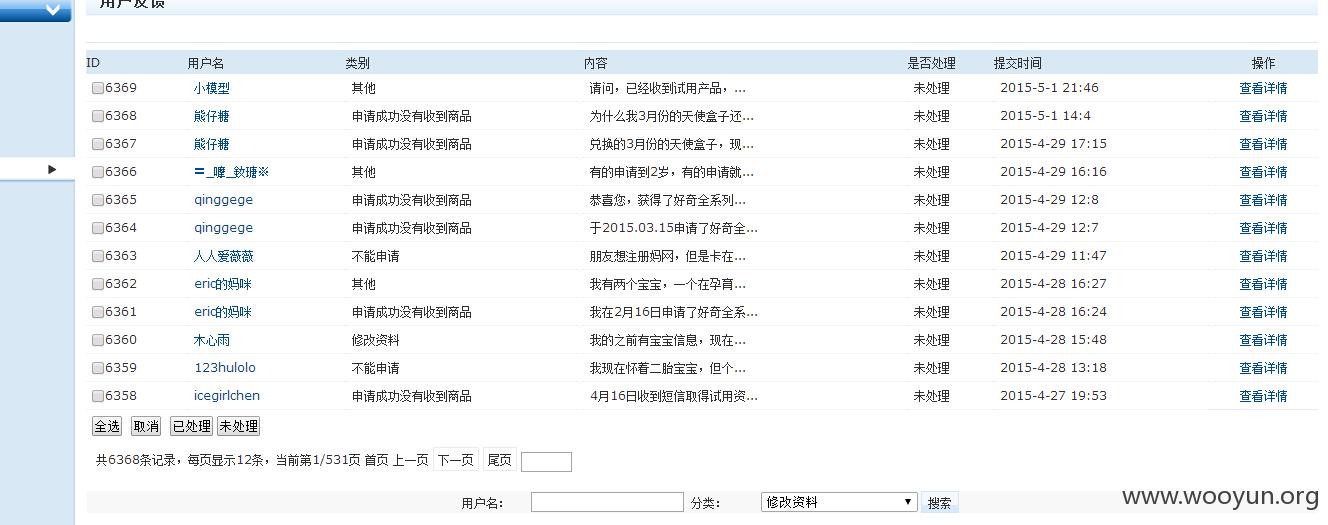 用户反馈
ID 用户名 类别 内容 是否处理 提交时间 操作
6369 小模型 其他 请问，已经收到试用产品，... 未处理 2015-5-1 21:46 查看详情
6368 熊仔糖 申请成功没有收到商品 为什么我3月份的天使盒子还... 未处理 2015-5-1 14:4 查看详情
6367 熊仔糖 申请成功没有收到商品 兑换的3月份的天使盒子，现... 未处理 2015-4-29 17:15 查看详情
6366 其他 有的申请到2岁，有的申请就... 未处理 2015-4-29 16:16 查看详情
6365 qinggege 申请成功没有收到商品 恭喜您，获得了好奇全系列... 未处理 2015-4-29 12:8 查看详情
6364 qinggege 申请成功没有收到商品 于2015.03.15申请了好奇全... 未处理 2015-4-29 12:7 查看详情
6363 人人爱薇薇 不能申请 朋友想注册妈网，但是卡在... 未处理 2015-4-29 11:47 查看详情
6362 eric的妈咪 其他 我有两个宝宝，一个在孕育... 未处理 2015-4-28 16:27 查看详情
6361 eric的妈咪 申请成功没有收到商品 我在2月16日申请了好奇全系... 未处理 2015-4-28 16:24 查看详情
6360 木心雨 修改资料 我的之前有宝宝信息，现在... 未处理 2015-4-28 15:48 查看详情
6359 123hulolo 不能申请 我现在怀着二胎宝宝，但个... 未处理 2015-4-28 13:18 查看详情
6358 icegirlchen 申请成功没有收到商品 4月16日收到短信取得试用资... 未处理 2015-4-27 19:53 查看详情
全选 取消 已处理 未处理
共6368条记录，每页显示12条，当前第1/531页 首页 上一页 下一页 尾页
用户名： 分类： 修改资料 搜索
www.wooyun.org